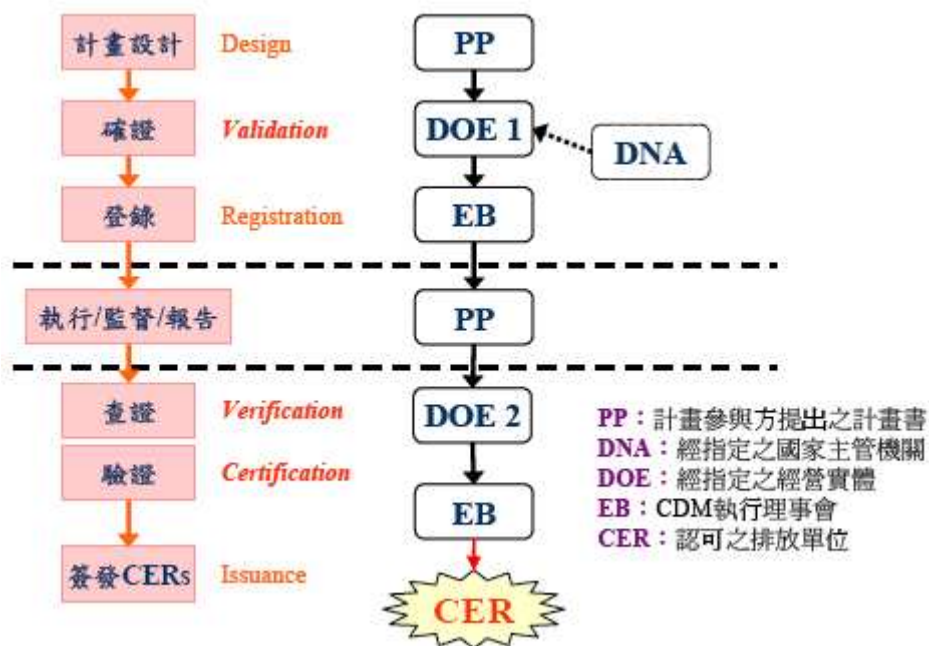 計畫設計 Design PP
確證 Validation DOE 1
DNA
登錄 Registration EB
執行/監督/報告 PP
查證 Verification DOE 2
驗證 Certification
EB
簽發CERs Issuance
CER
PP：計畫參與方提出之計畫書
DNA：經指定之國家主管機關
DOE：經指定之經營實體
EB：CDM執行理事會
CER：認可之排放單位